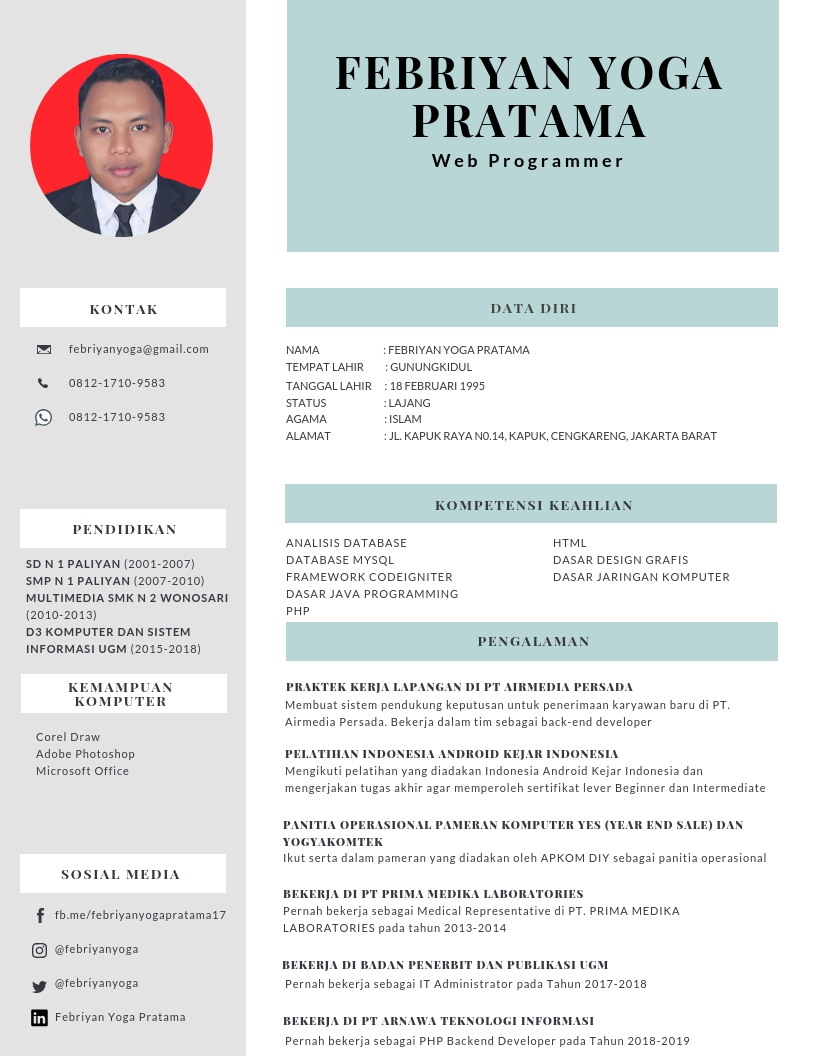 FEBRIYAN YOGA
PRATAMA
Web Programmer
KONTAK
febriyanyoga@gmail.com
0812-1710-9583
0812-1710-9583
PENDIDIKAN
SD N 1 PALIYAN (2001-2007)
SMP N 1 PALIYAN (2007-2010)
MULTIMEDIA SMK N 2 WONOSARI
(2010-2013)
D3 KOMPUTER DAN SISTEM
INFORMASI UGM (2015-2018)
KEMAMPUAN
KOMPUTER
Corel Draw
Adobe Photoshop
Microsoft Office
SOSIAL MEDIA
fb.me/febriyanyogapratama17
@febriyanyoga
@febriyanyoga
Febriyan Yoga Pratama
DATA DIRI
NAMA : FEBRIYAN YOGA PRATAMA
TEMPAT LAHIR : GUNUNGKIDUL
TANGGAL LAHIR : 18 FEBRUARI 1995
STATUS : LAJANG
AGAMA : ISLAM
ALAMAT : JL. KAPUK RAYA N0.14, KAPUK, CENGKARENG, JAKARTA BARAT
KOMPETENSI KEAHLIAN
ANALISIS DATABASE
DATABASE MYSQL
FRAMEWORK CODEIGNITER
DASAR JAVA PROGRAMMING
PHP
HTML
DASAR DESIGN GRAFIS
DASAR JARINGAN KOMPUTER
PENGALAMAN
PRAKTEK KERJA LAPANGAN DI PT AIRMEDIA PERSADA
Membuat sistem pendukung keputusan untuk penerimaan karyawan baru di PT.
Airmedia Persada. Bekerja dalam tim sebagai back-end developer
PELATIHAN INDONESIA ANDROID KEJAR INDONESIA
Mengikuti pelatihan yang diadakan Indonesia Android Kejar Indonesia dan
mengerjakan tugas akhir agar memperoleh sertifikat lever Beginner dan Intermediate
PANITIA OPERASIONAL PAMERAN KOMPUTER YES (YEAR END SALE) DAN
YOGYAKOMTEK
Ikut serta dalam pameran yang diadakan oleh APKOM DIY sebagai panitia operasional
BEKERJA DI PT PRIMA MEDIKA LABORATORIES
Pernah bekerja sebagai Medical Representative di PT. PRIMA MEDIKA
LABORATORIES pada tahun 2013-2014
BEKERJA DI BADAN PENERBIT DAN PUBLIKASI UGM
Pernah bekerja sebagai IT Administrator pada Tahun 2017-2018
BEKERJA DI PT ARNAWA TEKNOLOGI INFORMASI
Pernah bekerja sebagai PHP Backend Developer pada Tahun 2018-2019